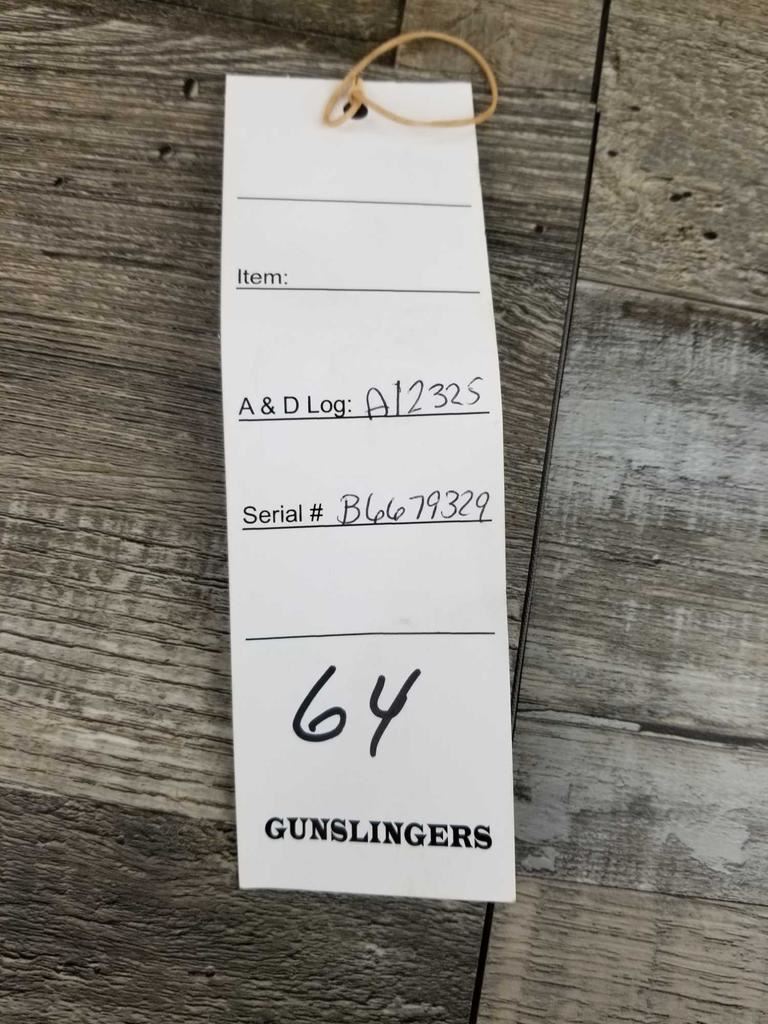 Item:
A & D Log: A12325
Serial # B6679329
64
GUNSLINGERS